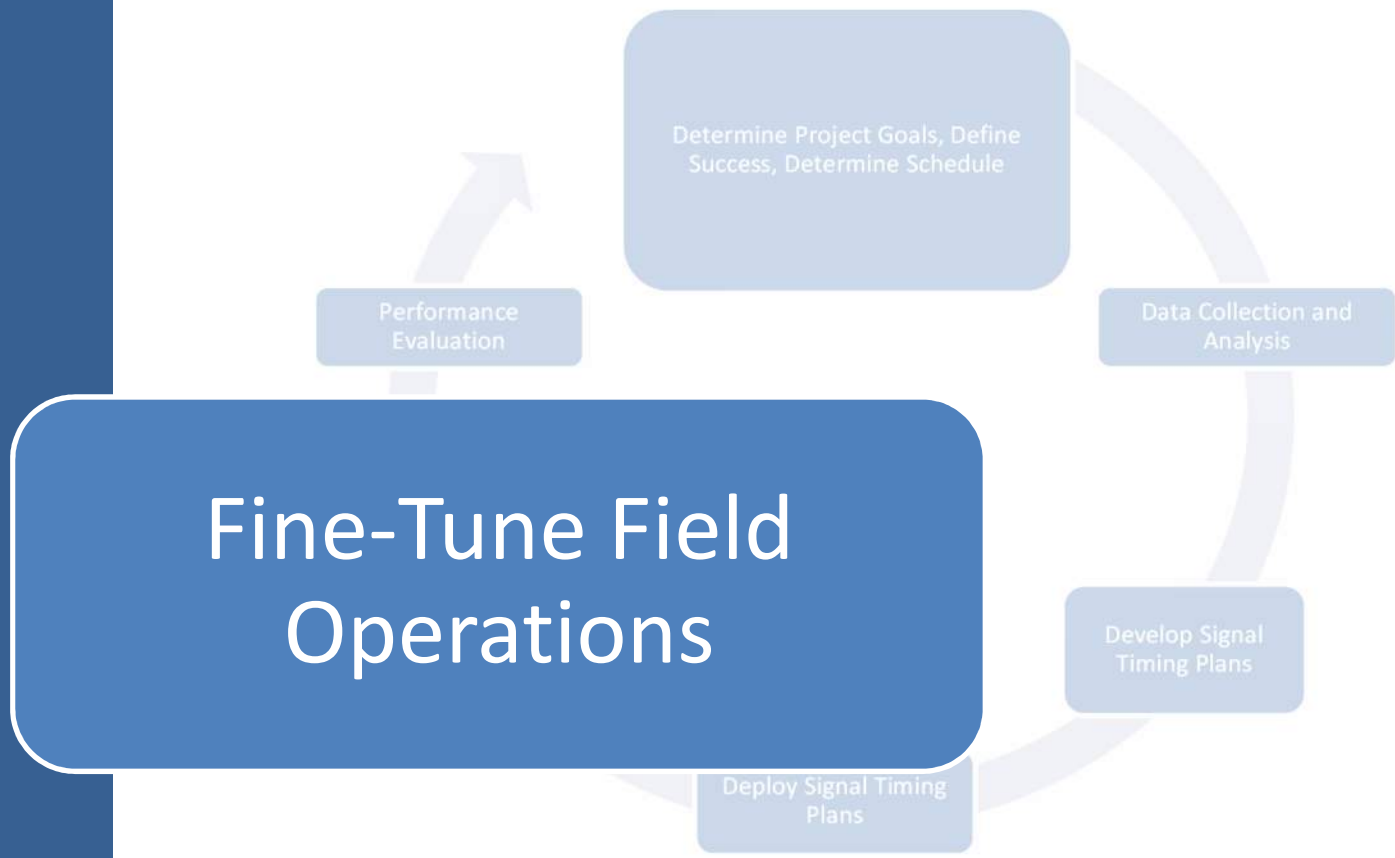 Determine Project Goals, Define
Success, Determine Schedule
Performance
Evaluation
Data Collection and
Analysis
Fine-Tune Field
Operations
Develop Signal
Timing Plans
Deploy Signal Timing
Plans